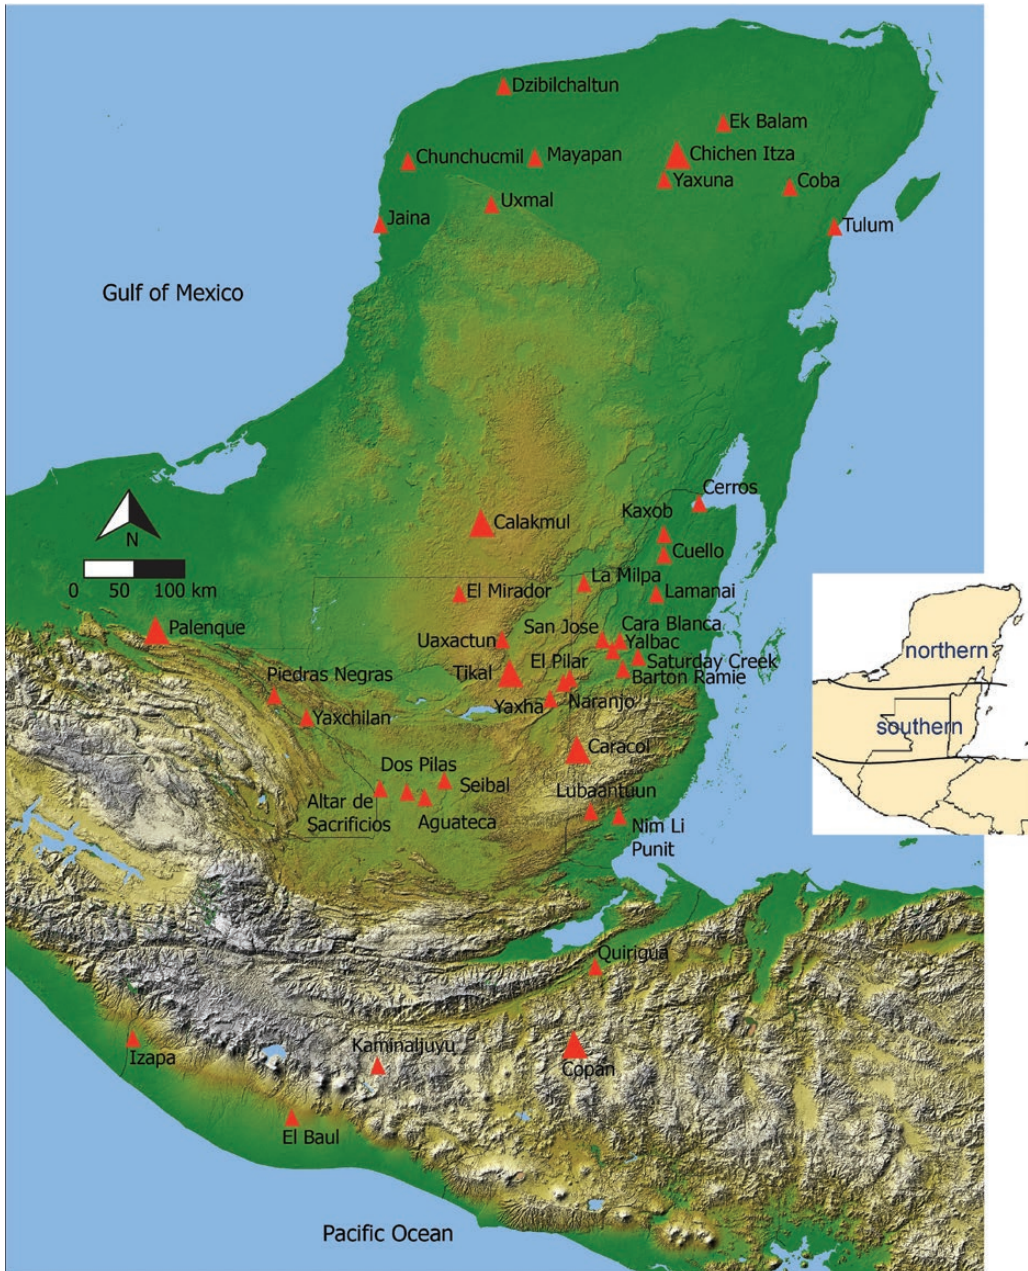 Dzibilchaltun
Ek Balam
Chunchucmil
Mayapan
Chichen Itza
Yaxuna
Coba
Uxmal
Jaina
Tulum
Gulf of Mexico
Cerros
Kaxob
Calakmul
Cuello
N
0 50 100 km
La Milpa
El Mirador
Lamanai
Palenque
San Jose
Cara Blanca
Uaxactun
Yalbac
northern
Tikal
El Pilar
Saturday Creek
Piedras Negras
Barton Ramie
Yaxha
Naranjo
Yaxchilan
southern
Caracol
Dos Pilas
Seibal
Lubaantuun
Altar de
Sacrificios
Aguateca
Nim Li
Punit
Quirigua
Izapa
Kaminaljuyu
Copán
El Baul
Pacific Ocean